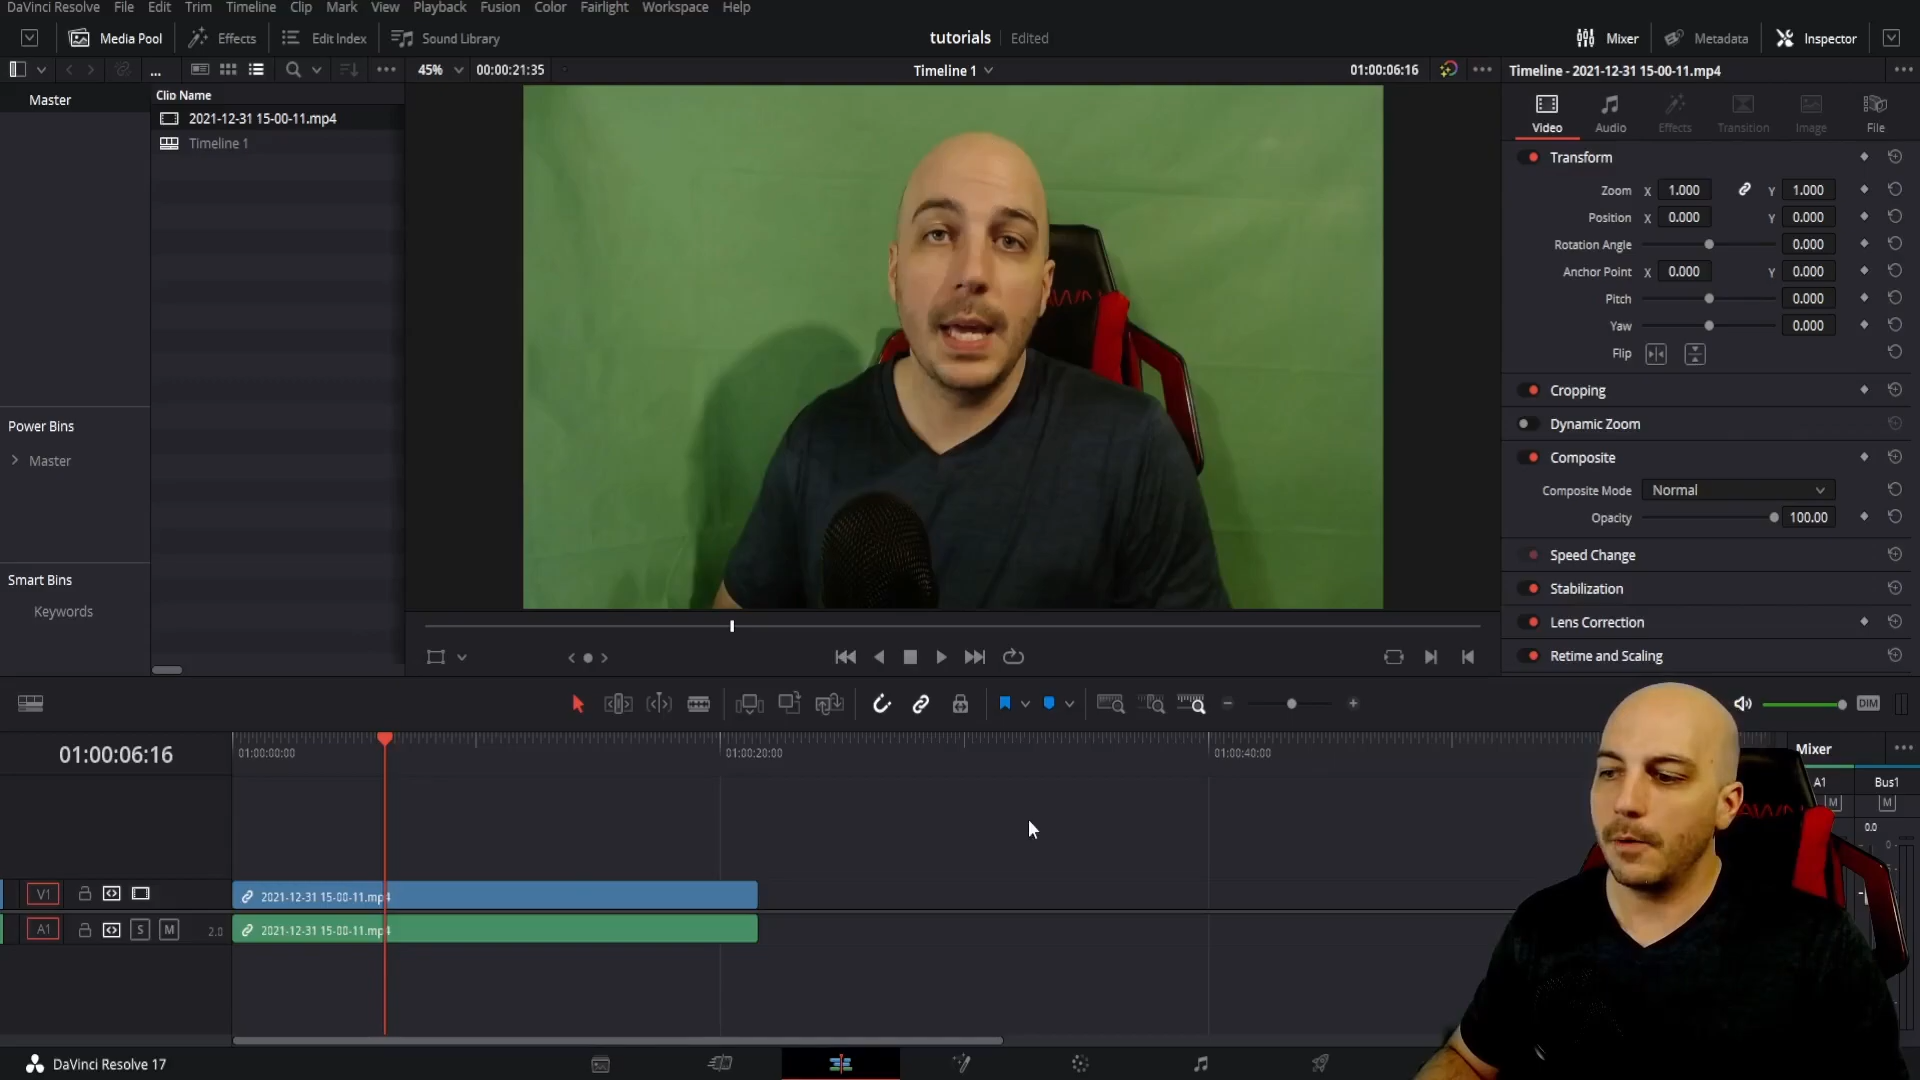 DaVinci Resolve File Edit Trim Timeline Clip Mark View Playback Fusion Color Fairlight Workspace Help
Media Pool Effects Edit Index Sound Library tutorials Edited Mixer Metadata Inspector
45% 00:00:21:35 Timeline 1 01:00:06:16 Timeline - 2021-12-31 15-00-11.mp4
Master
Clip Name
2021-12-31 15-00-11.mp4
Timeline 1
Power Bins
Master
Smart Bins
Keywords
Video Audio Effects Transition Image File
Transform
Zoom X 1.000 Y 1.000
Position X 0.000 Y 0.000
Rotation Angle 0.000
Anchor Point X 0.000 Y 0.000
Pitch 0.000
Yaw 0.000
Flip
Cropping
Dynamic Zoom
Composite
Composite Mode Normal
Opacity 100.00
Speed Change
Stabilization
Lens Correction
Retime and Scaling
DIM
01:00:06:16 01:00:00:00 01:00:20:00 01:00:40:00
Mixer
A1 Bus1
M M
0.0
0
V1 2021-12-31 15-00-11.mp4
A1 S M 2.0 2021-12-31 15-00-11.mp4
DaVinci Resolve 17